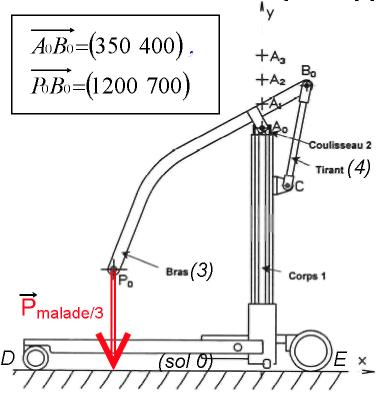 y
A₀B₀=(350 400).
P₀B₀=(1200 700)
A₃
A₂
B₀
A₁
A₀
Coulisseau 2
Tirant (4)
C
Bras (3)
P₀
Corps 1
P malade/3
D
(sol 0)
E
x